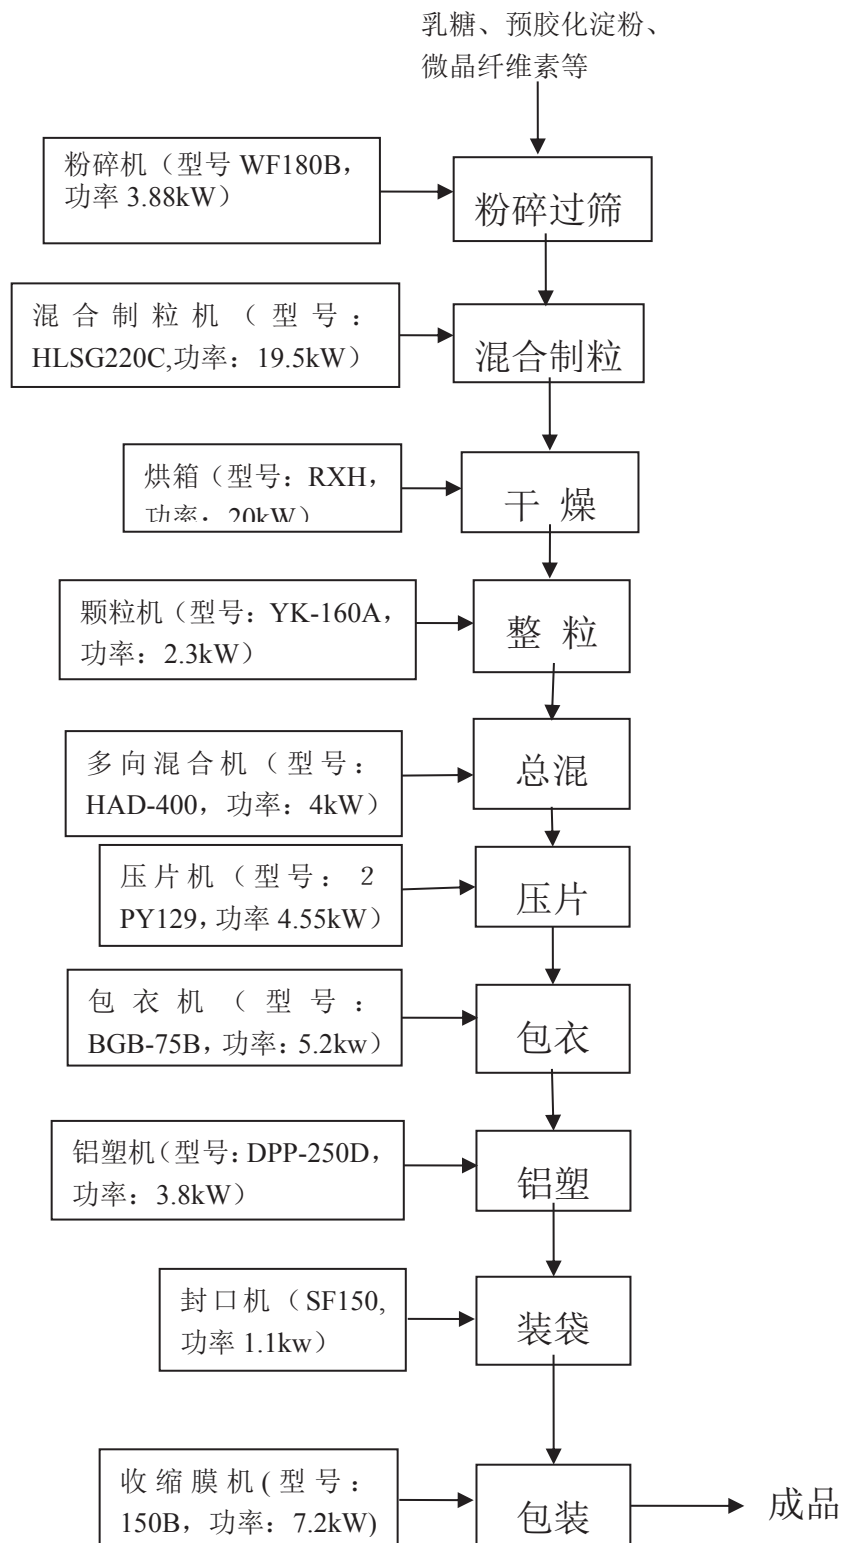 乳糖、预胶化淀粉、
微晶纤维素等
粉碎机（型号 WF180B，
功率 3.88kW）
粉碎过筛
混合制粒机（型号：
HLSG220C,功率：19.5kW）
混合制粒
烘箱（型号：RXH，
功率：20kW）
干 燥
颗粒机（型号：YK-160A，
功率：2.3kW）
整 粒
多向混合机（型号：
HAD-400，功率：4kW）
总混
压片机（型号：２
PY129，功率 4.55kW）
压片
包衣机（型号：
BGB-75B，功率：5.2kw）
包衣
铝塑机（型号：DPP-250D，
功率：3.8kW）
铝塑
封口机（SF150,
功率 1.1kw）
装袋
收缩膜机(型号：
150B，功率：7.2kW)
包装
成品